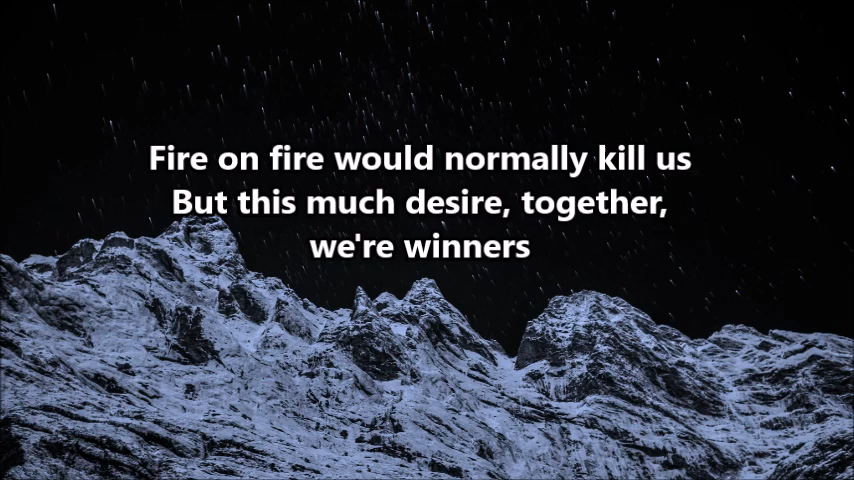 Fire on fire would normally kill us
But this much desire, together,
we're winners